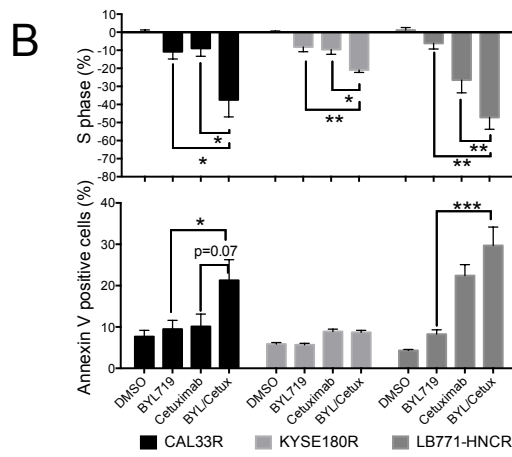 B
S phase (%)
10
0
-10
-20
-30
-40
-50
-60
-70
-80
* * ** * ** **
Annexin V positive cells (%)
40
30
20
10
0
* p=0.07 ***
DMSO BYL719 Cetuximab BYL/Cetux DMSO BYL719 Cetuximab BYL/Cetux DMSO BYL719 Cetuximab BYL/Cetux
CAL33R KYSE180R LB771-HNCR